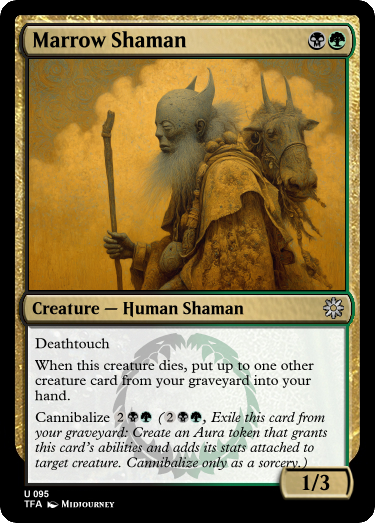 Marrow Shaman
Creature — Human Shaman
Deathtouch
When this creature dies, put up to one other
creature card from your graveyard into your
hand.
Cannibalize 2 (2, Exile this card from
your graveyard: Create an Aura token that grants
this card's abilities and adds its stats attached to
target creature. Cannibalize only as a sorcery.)
1/3
U 095
TFA Midjourney